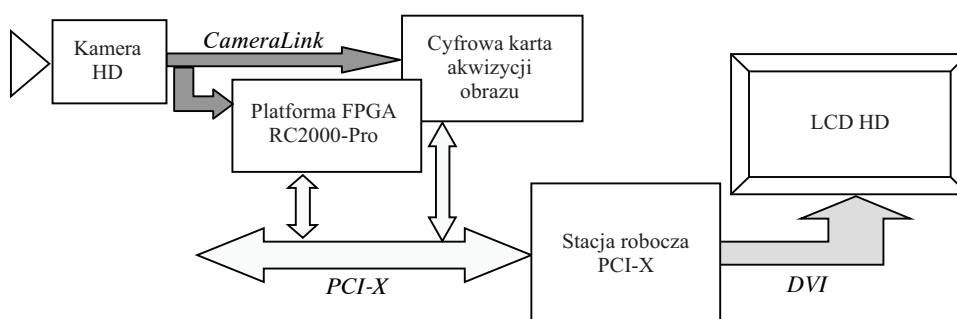 Kamera
HD
CameraLink
Cyfrowa karta
akwizycji
obrazu
Platforma FPGA
RC2000-Pro
LCD HD
Stacja robocza
PCI-X
PCI-X
DVI